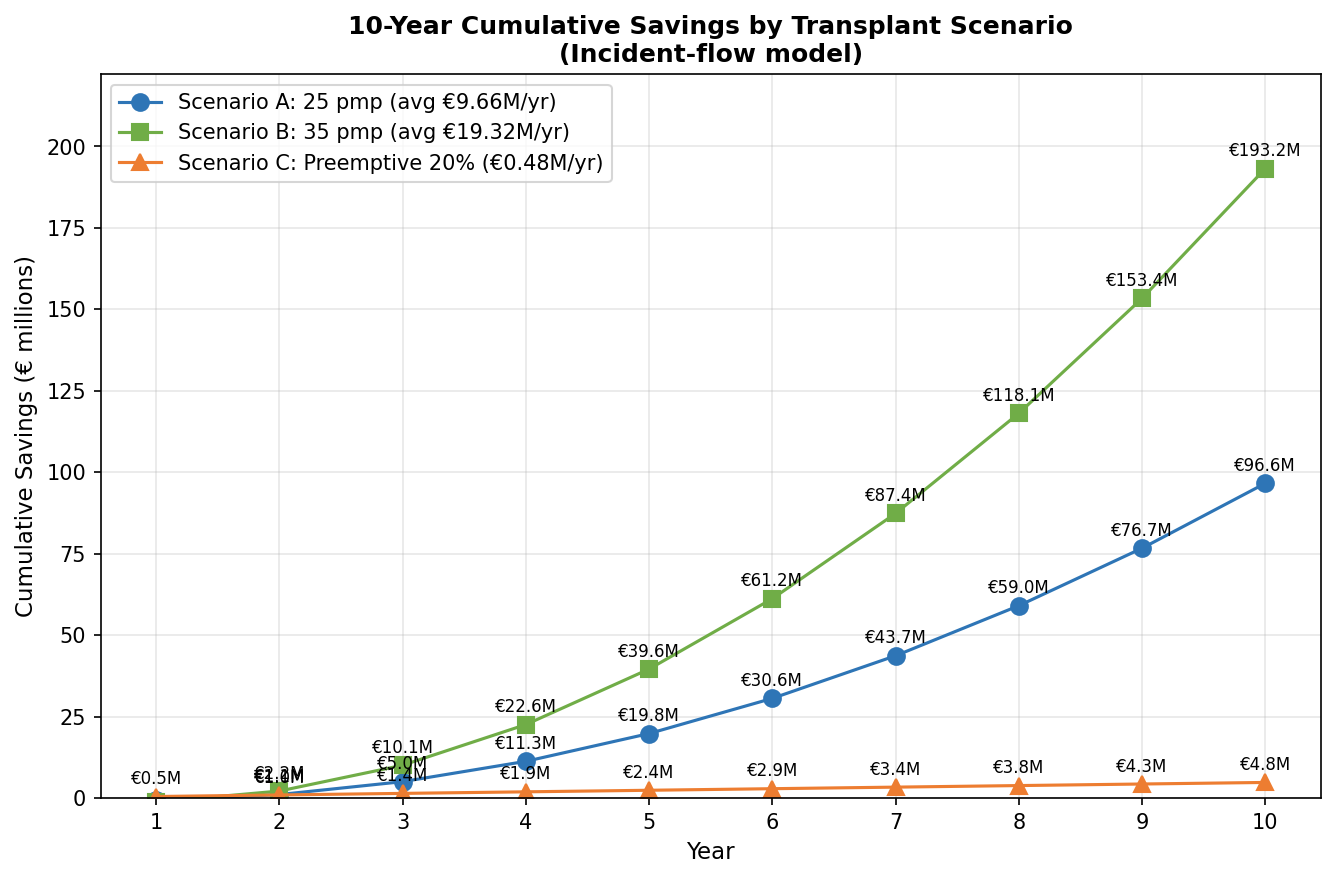 10-Year Cumulative Savings by Transplant Scenario
(Incident-flow model)
Scenario A: 25 pmp (avg €9.66M/yr)
Scenario B: 35 pmp (avg €19.32M/yr)
Scenario C: Preemptive 20% (€0.48M/yr)
Cumulative Savings (€ millions)
200
175
150
125
100
75
50
25
0
€193.2M
€153.4M
€118.1M
€96.6M
€87.4M
€76.7M
€61.2M
€59.0M
€43.7M
€39.6M
€30.6M
€22.6M
€19.8M
€11.3M
€10.1M
€5.0M
€1.4M
€0.5M
€1.9M
€2.4M
€2.9M
€3.4M
€3.8M
€4.3M
€4.8M
1 2 3 4 5 6 7 8 9 10
Year